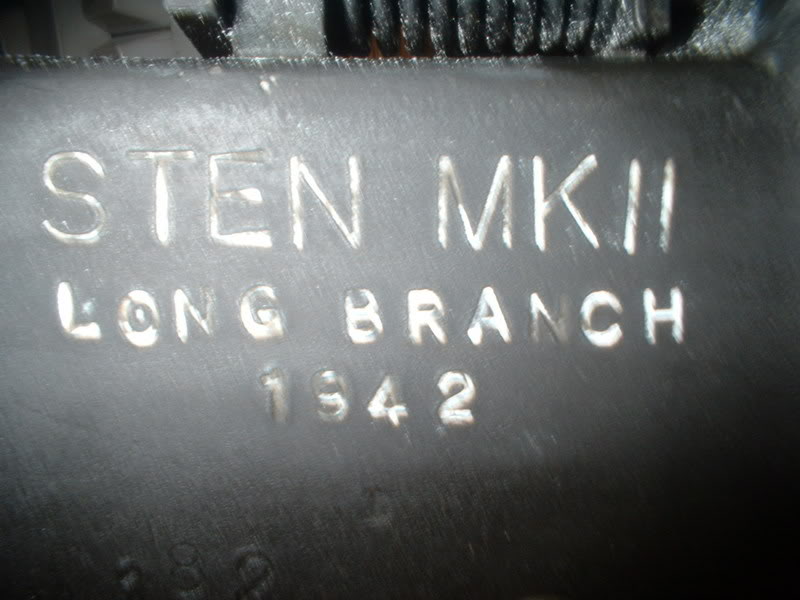 STEN MKII
LONG BRANCH
1942